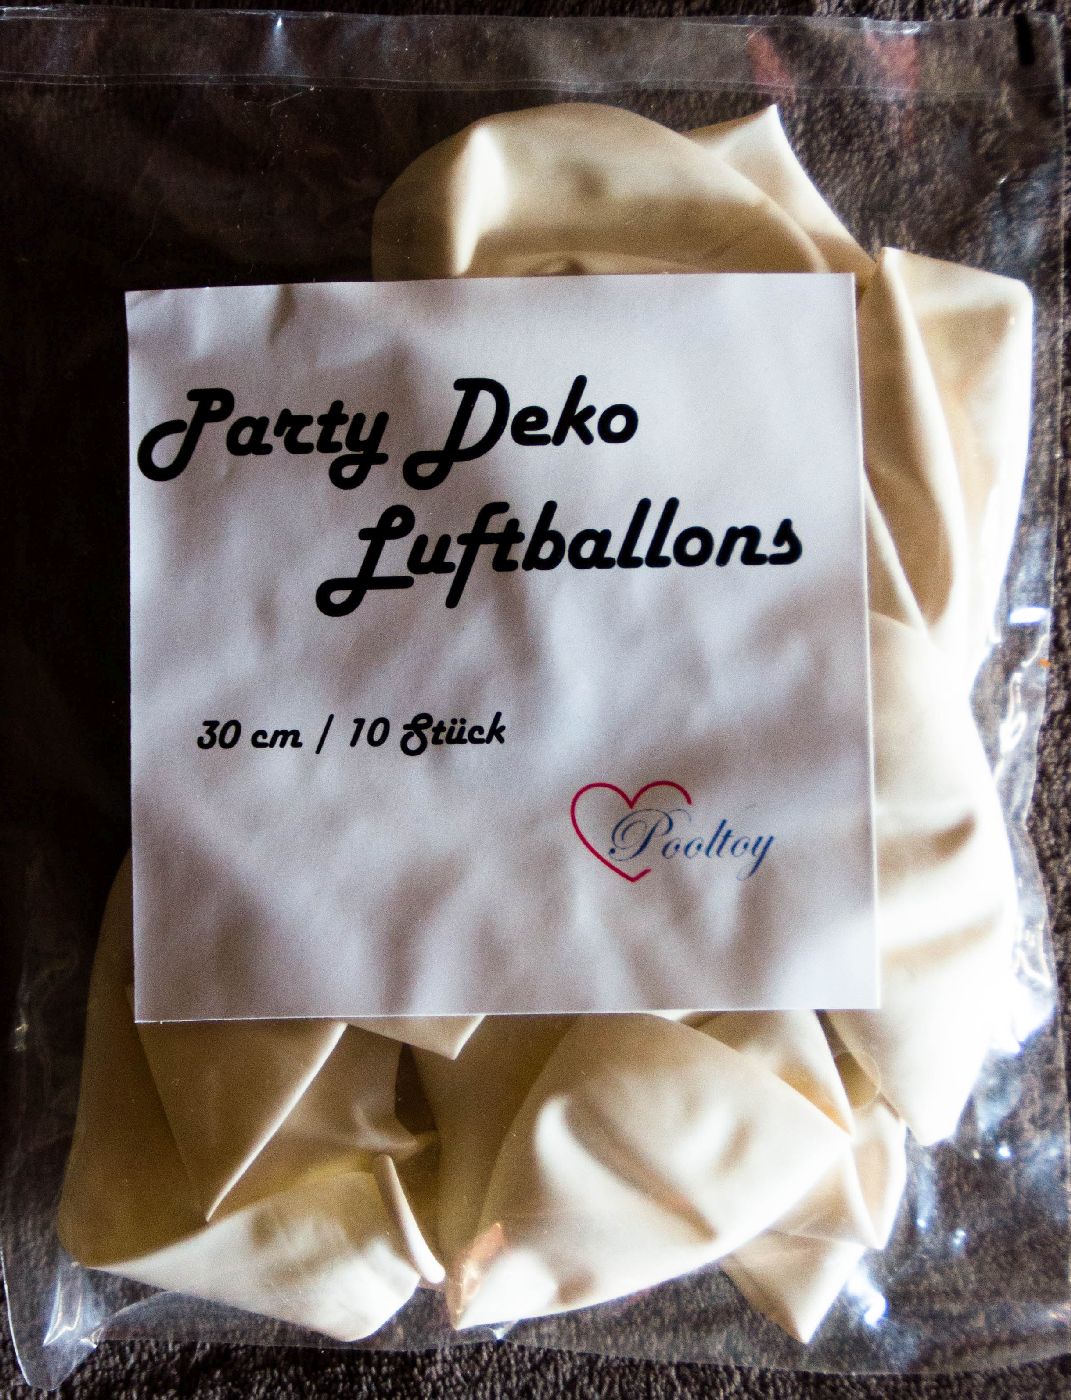 Party Deko
Luftballons
30 cm / 10 Stück
Pooltoy